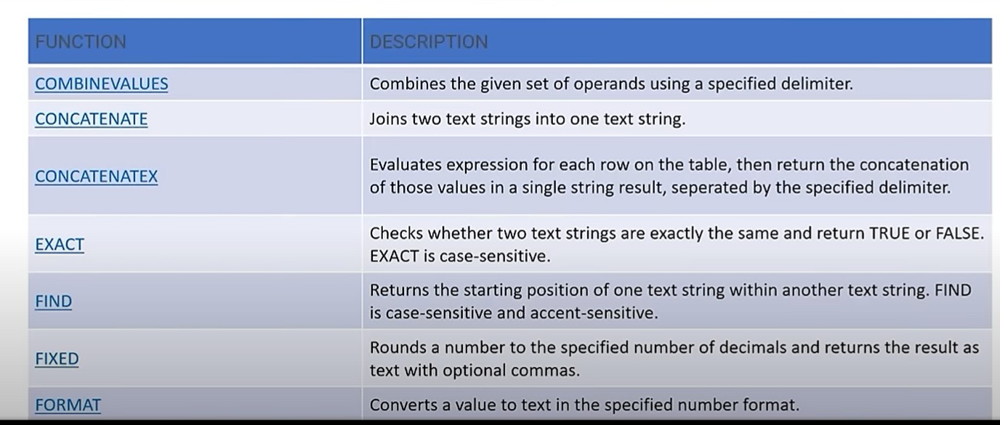 FUNCTION DESCRIPTION
COMBINEVALUES Combines the given set of operands using a specified delimiter.
CONCATENATE Joins two text strings into one text string.
CONCATENATEX Evaluates expression for each row on the table, then return the concatenation
of those values in a single string result, seperated by the specified delimiter.
EXACT Checks whether two text strings are exactly the same and return TRUE or FALSE.
EXACT is case-sensitive.
FIND Returns the starting position of one text string within another text string. FIND
is case-sensitive and accent-sensitive.
FIXED Rounds a number to the specified number of decimals and returns the result as
text with optional commas.
FORMAT Converts a value to text in the specified number format.